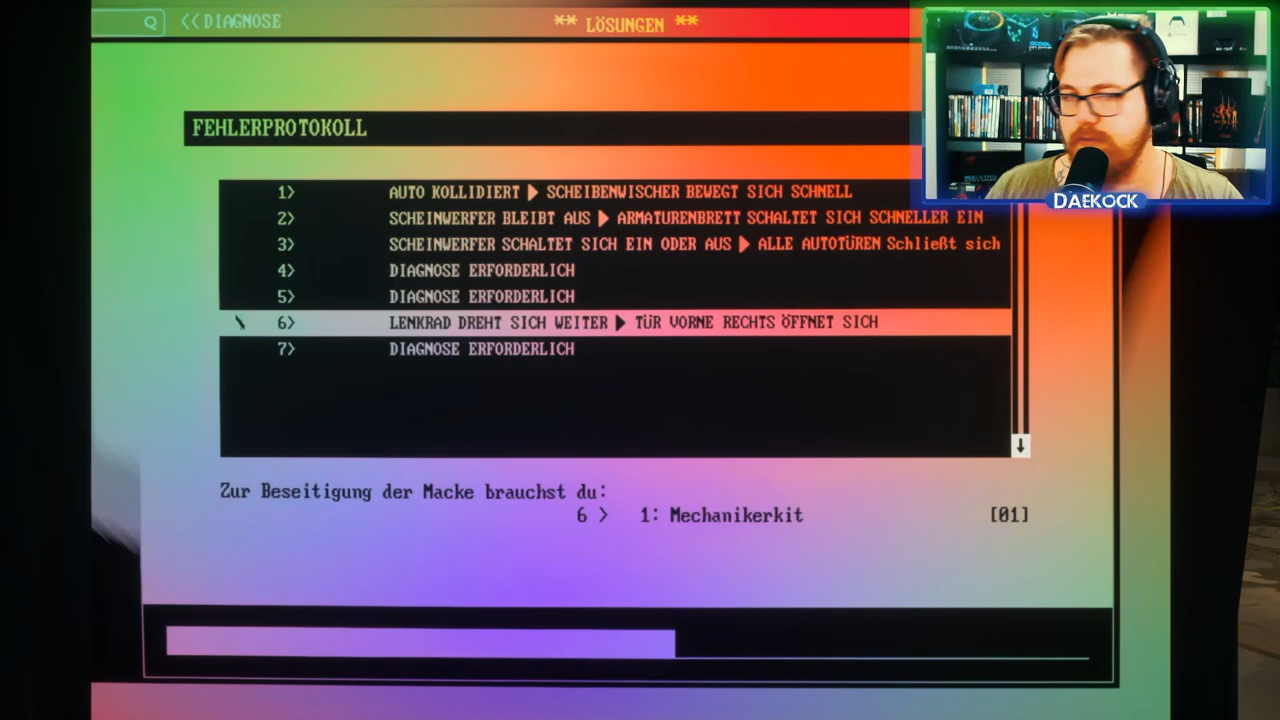 Q << DIAGNOSE ** LÖSUNGEN **
FEHLERPROTOKOLL
1> AUTO KOLLIDIERT ▶ SCHEIBENWISCHER BEWEGT SICH SCHNELL
2> SCHEINWERFER BLEIBT AUS ▶ ARMATURENBRETT SCHALTET SICH SCHNELLER EIN
3> SCHEINWERFER SCHALTET SICH EIN ODER AUS ▶ ALLE AUTOTÜREN Schließt sich
4> DIAGNOSE ERFORDERLICH
5> DIAGNOSE ERFORDERLICH
6> LENKRAD DREHT SICH WEITER ▶ TÜR VORNE RECHTS ÖFFNET SICH
7> DIAGNOSE ERFORDERLICH
Zur Beseitigung der Macke brauchst du:
6 > 1: Mechanikerkit [01]
DAEKOCK